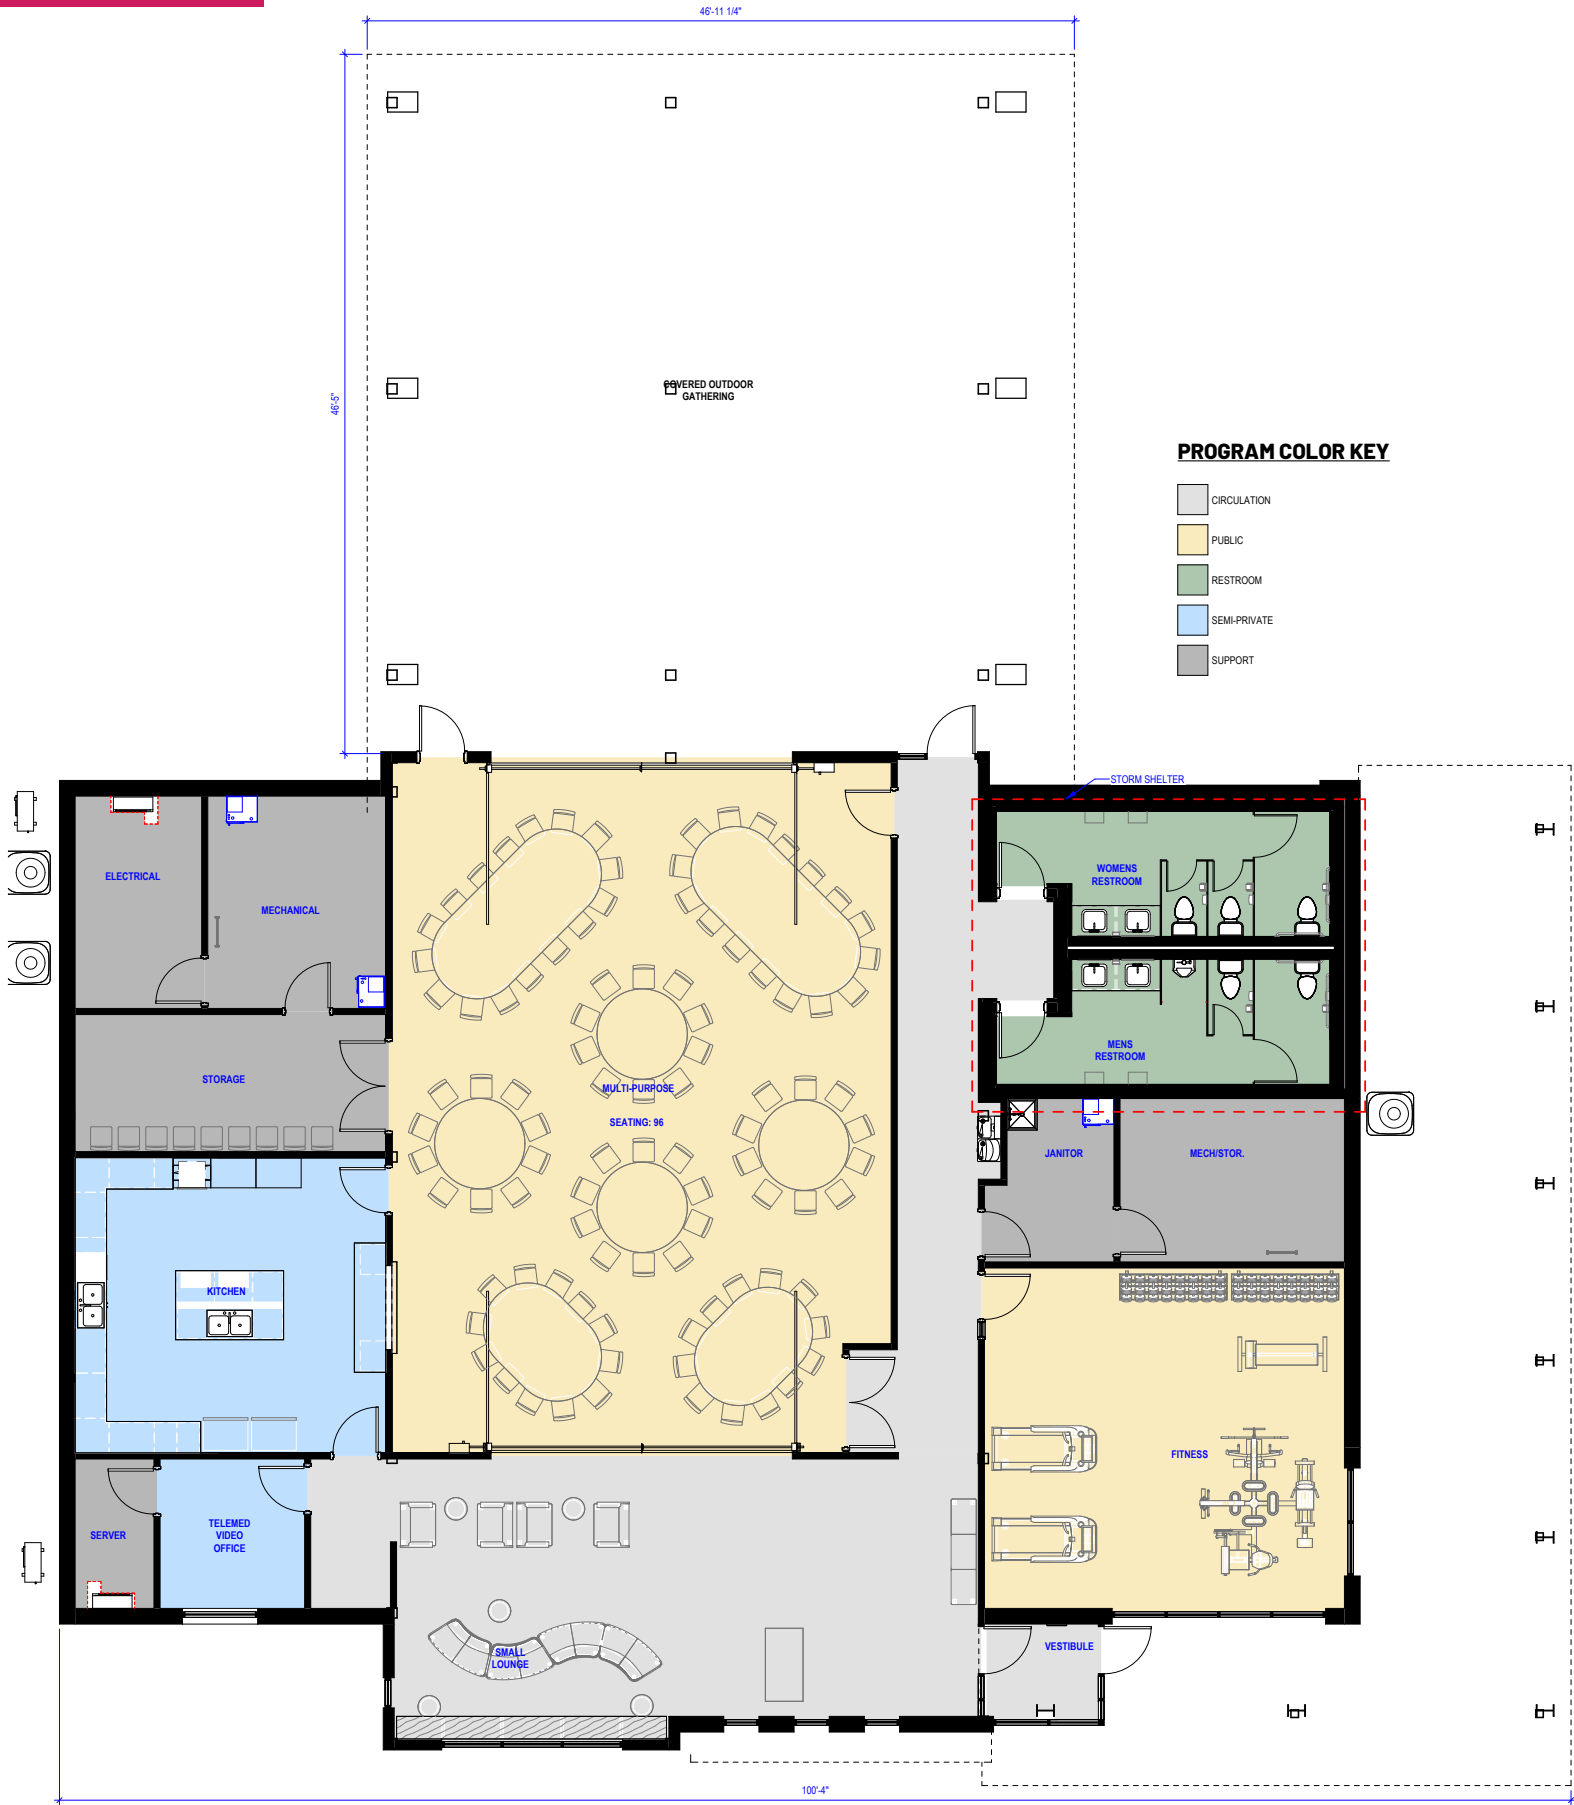 46'-11 1/4"
46'-5"
COVERED OUTDOOR
GATHERING
PROGRAM COLOR KEY
CIRCULATION
PUBLIC
RESTROOM
SEMI-PRIVATE
SUPPORT
STORM SHELTER
ELECTRICAL
MECHANICAL
WOMENS
RESTROOM
MENS
RESTROOM
STORAGE
MULTI-PURPOSE
SEATING: 96
JANITOR
MECH/STOR.
KITCHEN
FITNESS
SERVER
TELEMED
VIDEO
OFFICE
SMALL
LOUNGE
VESTIBULE
100'-4"